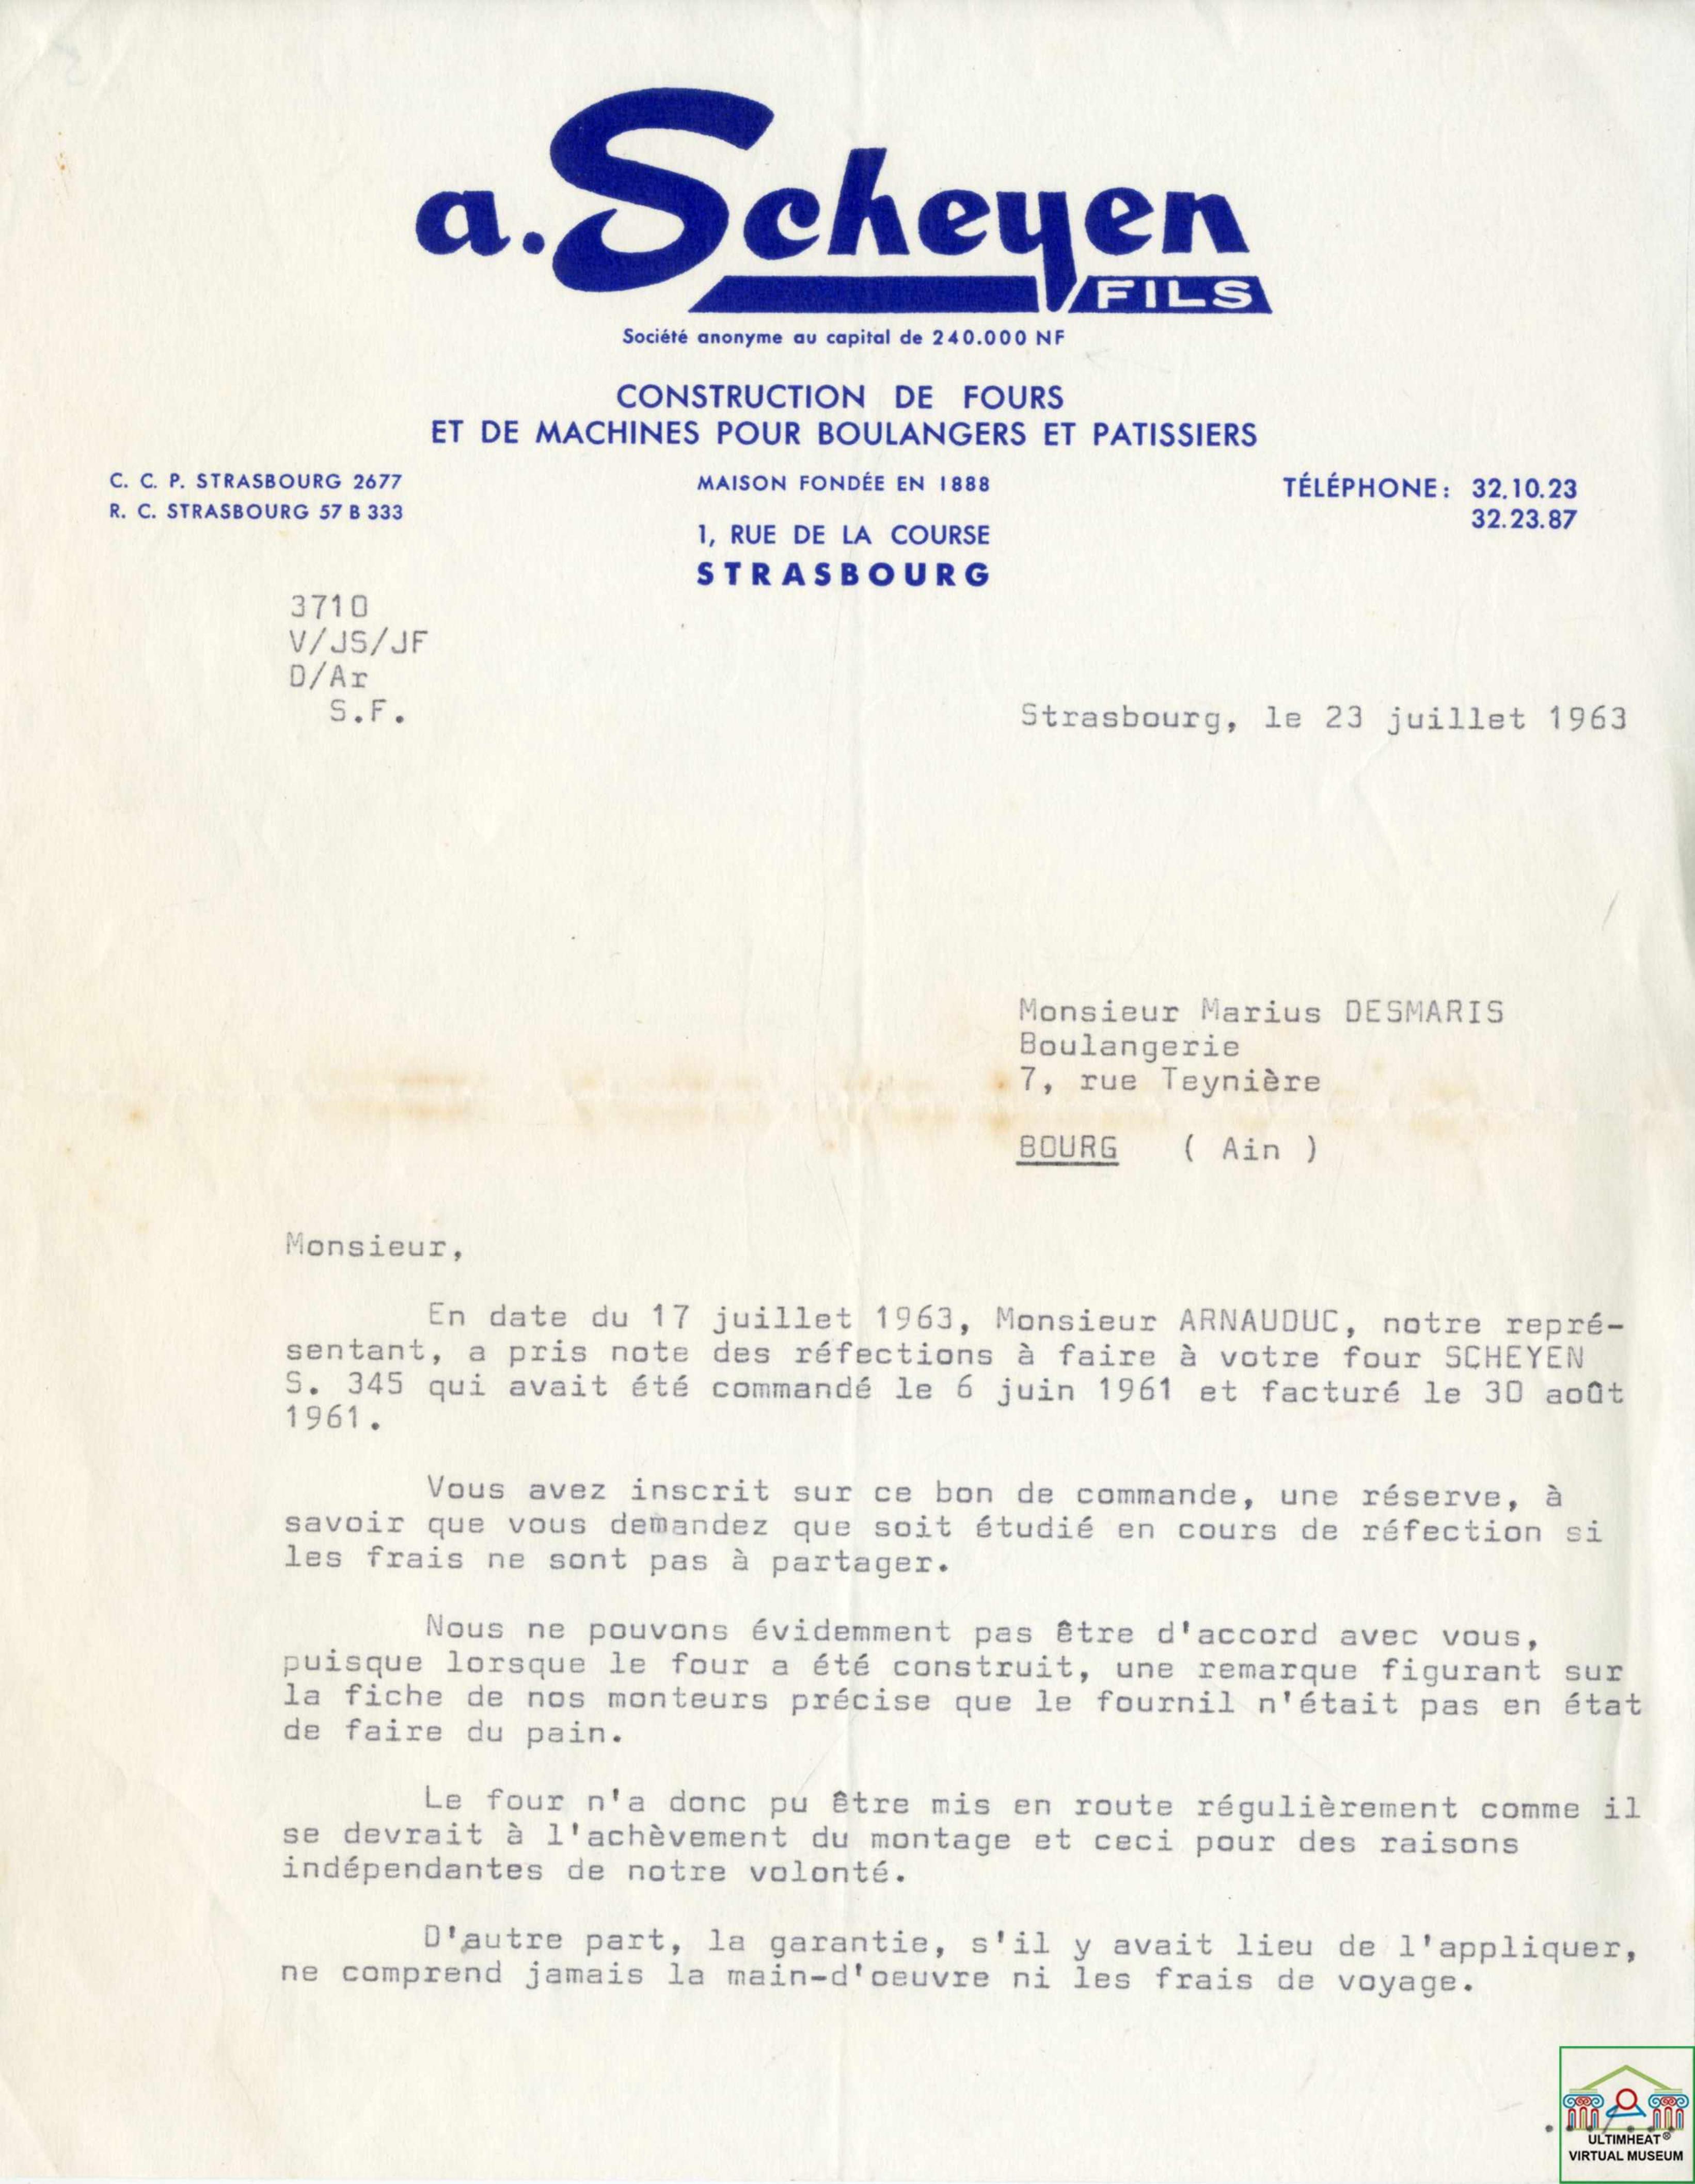 a. Scheyen
FILS
Société anonyme au capital de 240.000 NF
CONSTRUCTION DE FOURS
ET DE MACHINES POUR BOULANGERS ET PATISSIERS
C. C. P. STRASBOURG 2677
R. C. STRASBOURG 57 B 333
MAISON FONDÉE EN 1888
1, RUE DE LA COURSE
STRASBOURG
TÉLÉPHONE: 32.10.23
32.23.87
3710
V/JS/JF
D/Ar
S.F.
Strasbourg, le 23 juillet 1963
Monsieur Marius DESMARIS
Boulangerie
7, rue Teynière
BOURG ( Ain )
Monsieur,
En date du 17 juillet 1963, Monsieur ARNAUDUC, notre repré-
sentant, a pris note des réfections à faire à votre four SCHEYEN
S. 345 qui avait été commandé le 6 juin 1961 et facturé le 30 août
1961.
Vous avez inscrit sur ce bon de commande, une réserve, à
savoir que vous demandez que soit étudié en cours de réfection si
les frais ne sont pas à partager.
Nous ne pouvons évidemment pas être d'accord avec vous,
puisque lorsque le four a été construit, une remarque figurant sur
la fiche de nos monteurs précise que le fournil n'était pas en état
de faire du pain.
Le four n'a donc pu être mis en route régulièrement comme il
se devrait à l'achèvement du montage et ceci pour des raisons
indépendantes de notre volonté.
D'autre part, la garantie, s'il y avait lieu de l'appliquer,
ne comprend jamais la main-d'oeuvre ni les frais de voyage.
ULTIMHEAT®
VIRTUAL MUSEUM